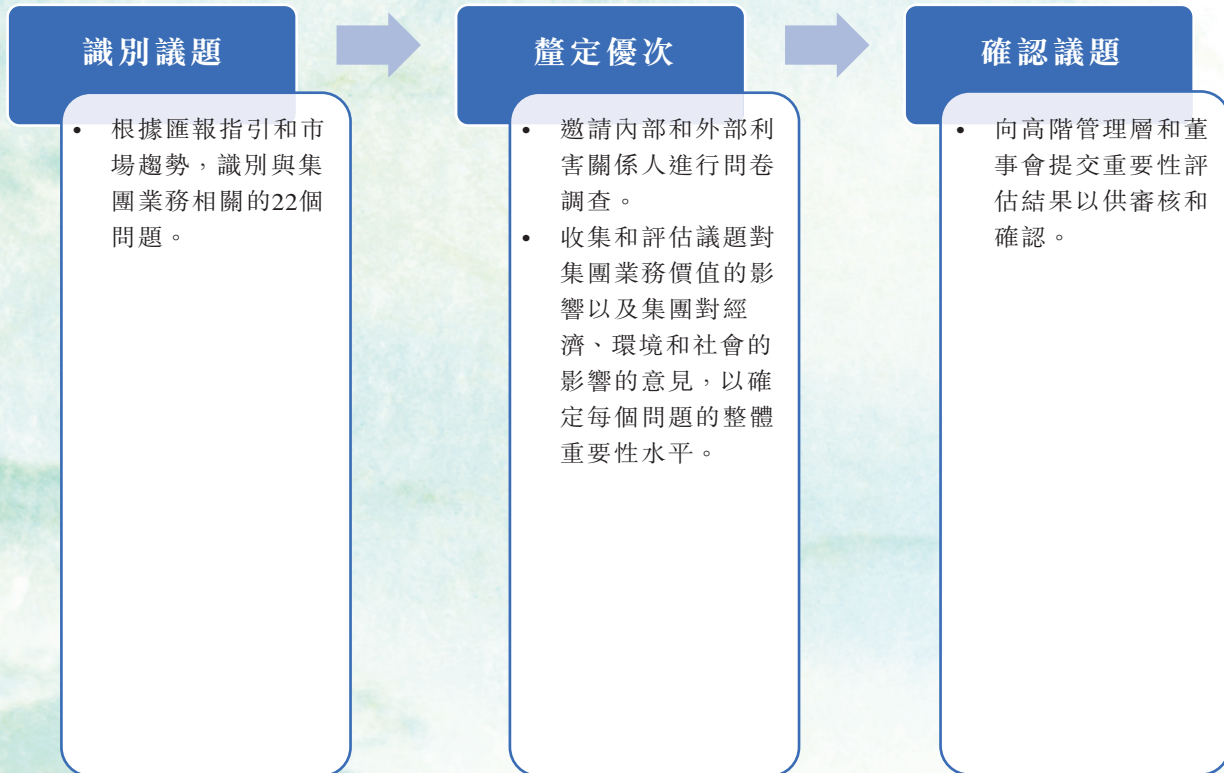 識別議題
• 根據匯報指引和市
場趨勢，識別與集
團業務相關的22個
問題。
釐定優次
• 邀請內部和外部利
害關係人進行問卷
調查。
• 收集和評估議題對
集團業務價值的影
響以及集團對經
濟、環境和社會的
影響的意見，以確
定每個問題的整體
重要性水平。
確認議題
• 向高階管理層和董
事會提交重要性評
估結果以供審核和
確認。